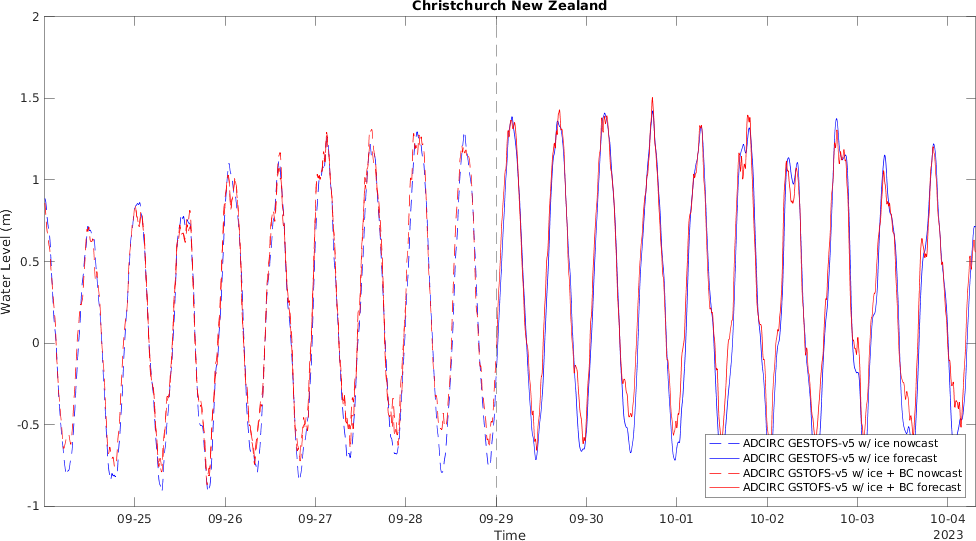 Christchurch New Zealand
2
1.5
1
0.5
0
-0.5
-1
Water Level (m)
ADCIRC GESTOFS-v5 w/ ice nowcast
ADCIRC GESTOFS-v5 w/ ice forecast
ADCIRC GSTOFS-v5 w/ ice + BC nowcast
ADCIRC GSTOFS-v5 w/ ice + BC forecast
09-25 09-26 09-27 09-28 09-29 09-30 10-01 10-02 10-03 10-04
Time
2023